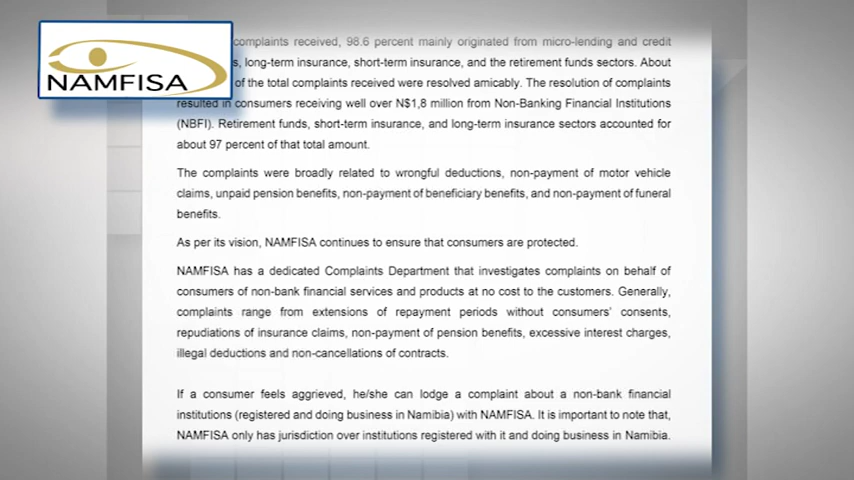 NAMFISA
complaints received, 98.6 percent mainly originated from micro-lending and credit
, long-term insurance, short-term insurance, and the retirement funds sectors. About
of the total complaints received were resolved amicably. The resolution of complaints
resulted in consumers receiving well over N$1,8 million from Non-Banking Financial Institutions
(NBFI). Retirement funds, short-term insurance, and long-term insurance sectors accounted for
about 97 percent of that total amount.
The complaints were broadly related to wrongful deductions, non-payment of motor vehicle
claims, unpaid pension benefits, non-payment of beneficiary benefits, and non-payment of funeral
benefits.
As per its vision, NAMFISA continues to ensure that consumers are protected.
NAMFISA has a dedicated Complaints Department that investigates complaints on behalf of
consumers of non-bank financial services and products at no cost to the customers. Generally,
complaints range from extensions of repayment periods without consumers' consents,
repudiations of insurance claims, non-payment of pension benefits, excessive interest charges,
illegal deductions and non-cancellations of contracts.
If a consumer feels aggrieved, he/she can lodge a complaint about a non-bank financial
institutions (registered and doing business in Namibia) with NAMFISA. It is important to note that,
NAMFISA only has jurisdiction over institutions registered with it and doing business in Namibia.